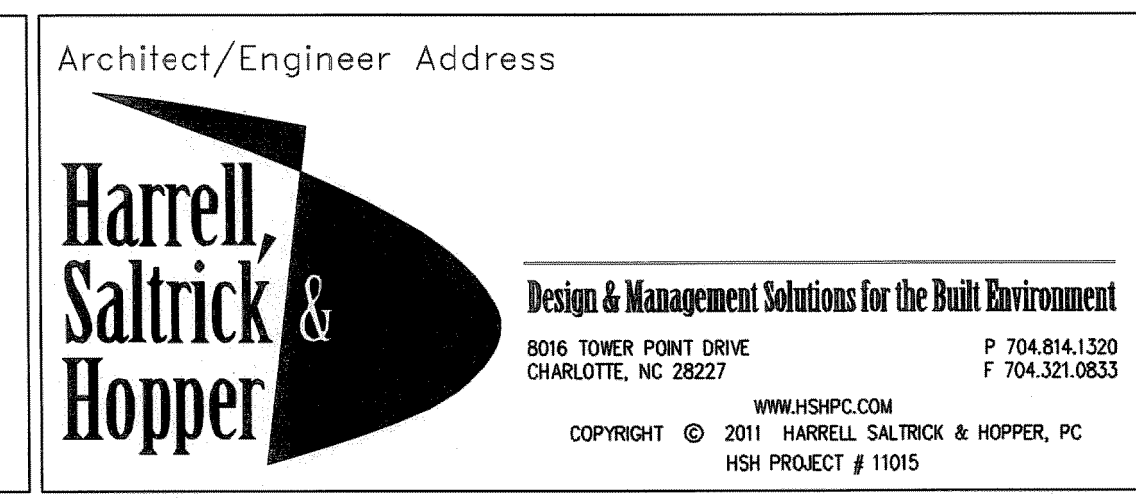 Architect/Engineer Address
Harrell,
Saltrick &
Hopper
Design & Management Solutions for the Built Environment
8016 TOWER POINT DRIVE P 704.814.1320
CHARLOTTE, NC 28227 F 704.321.0833
WWW.HSHPC.COM
COPYRIGHT © 2011 HARRELL SALTRICK & HOPPER, PC
HSH PROJECT # 11015